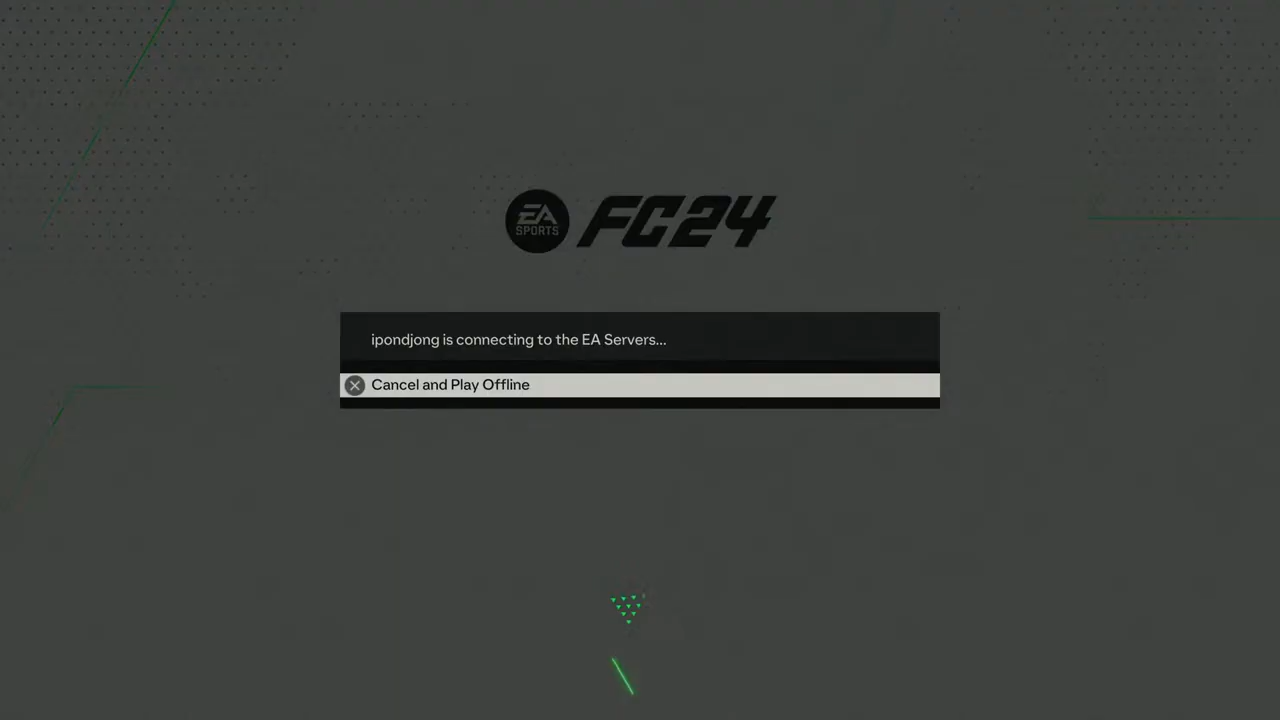 EA
SPORTS
FC24
ipondjong is connecting to the EA Servers...
Cancel and Play Offline